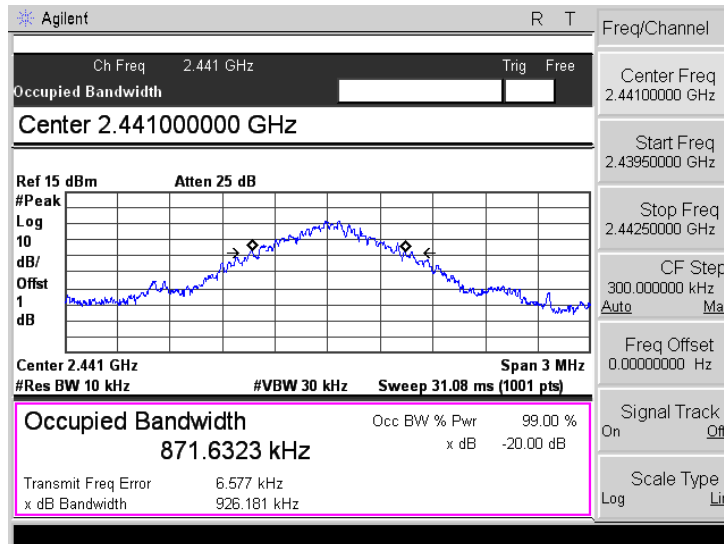 Agilent R T
Ch Freq 2.441 GHz Trig Free
Occupied Bandwidth
Center 2.441000000 GHz
Ref 15 dBm Atten 25 dB
#Peak
Log
10
dB/
Offst
1
dB
Center 2.441 GHz Span 3 MHz
#Res BW 10 kHz #VBW 30 kHz Sweep 31.08 ms (1001 pts)
Occupied Bandwidth Occ BW % Pwr 99.00 %
871.6323 kHz x dB -20.00 dB
Transmit Freq Error 6.577 kHz
x dB Bandwidth 926.181 kHz
Freq/Channel
Center Freq
2.44100000 GHz
Start Freq
2.43950000 GHz
Stop Freq
2.44250000 GHz
CF Step
300.000000 kHz
Auto Ma
Freq Offset
0.00000000 Hz
Signal Track
On Off
Scale Type
Log Lin